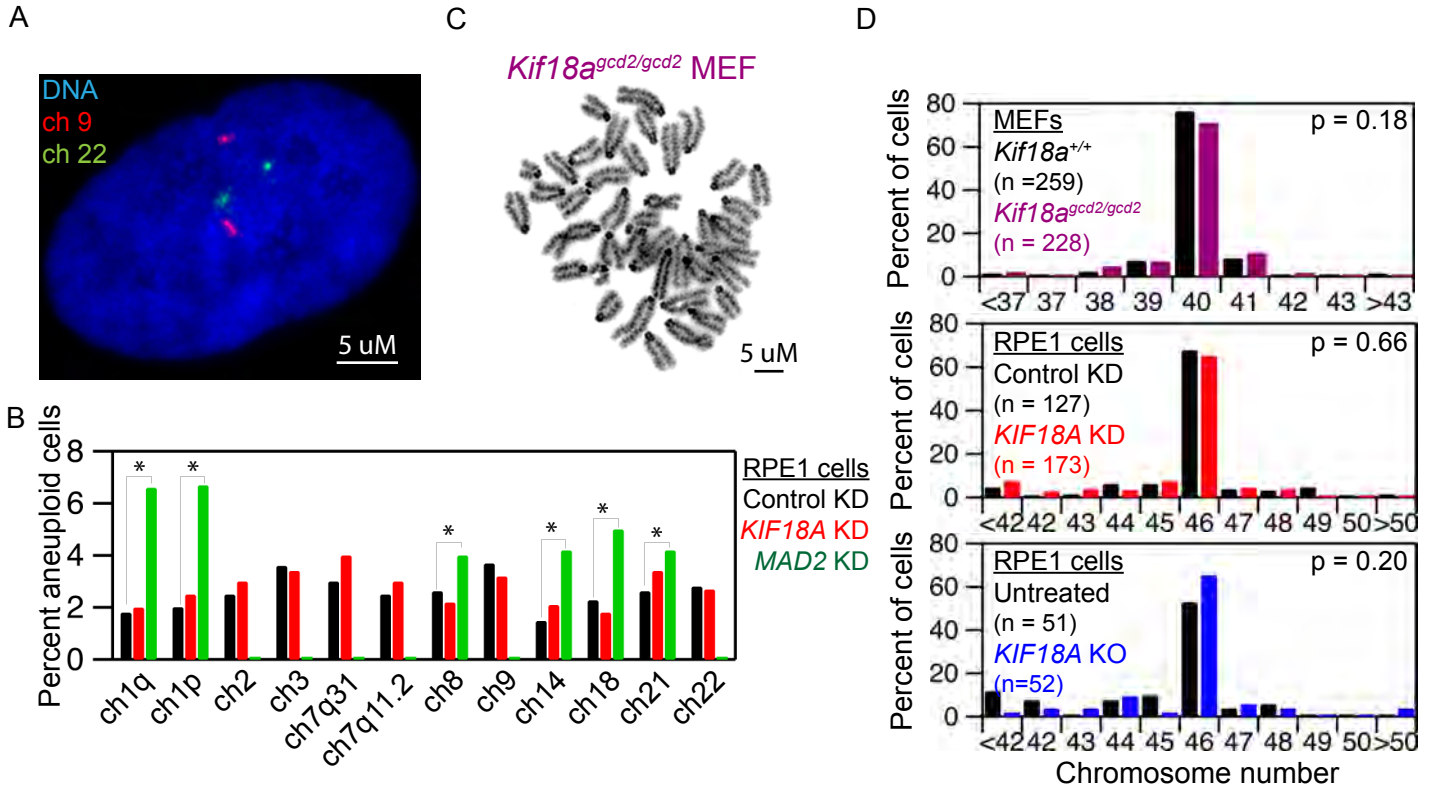 A
DNA
ch 9
ch 22
5 uM
B
Percent aneuploid cells
8
6
4
2
0
* * * * * *
ch1q ch1p ch2 ch3 ch7q31 ch7q11.2 ch8 ch9 ch14 ch18 ch21 ch22
RPE1 cells
Control KD
KIF18A KD
MAD2 KD
C
Kif18a^gcd2/gcd2 MEF
5 uM
D
Percent of cells
80
60
40
20
0
MEFs
Kif18a^+/+
(n =259)
Kif18a^gcd2/gcd2
(n = 228)
p = 0.18
<37 37 38 39 40 41 42 43 >43
Percent of cells
80
60
40
20
0
RPE1 cells
Control KD
(n = 127)
KIF18A KD
(n = 173)
p = 0.66
<42 42 43 44 45 46 47 48 49 50 >50
Percent of cells
80
60
40
20
0
RPE1 cells
Untreated
(n = 51)
KIF18A KO
(n=52)
p = 0.20
<42 42 43 44 45 46 47 48 49 50 >50
Chromosome number